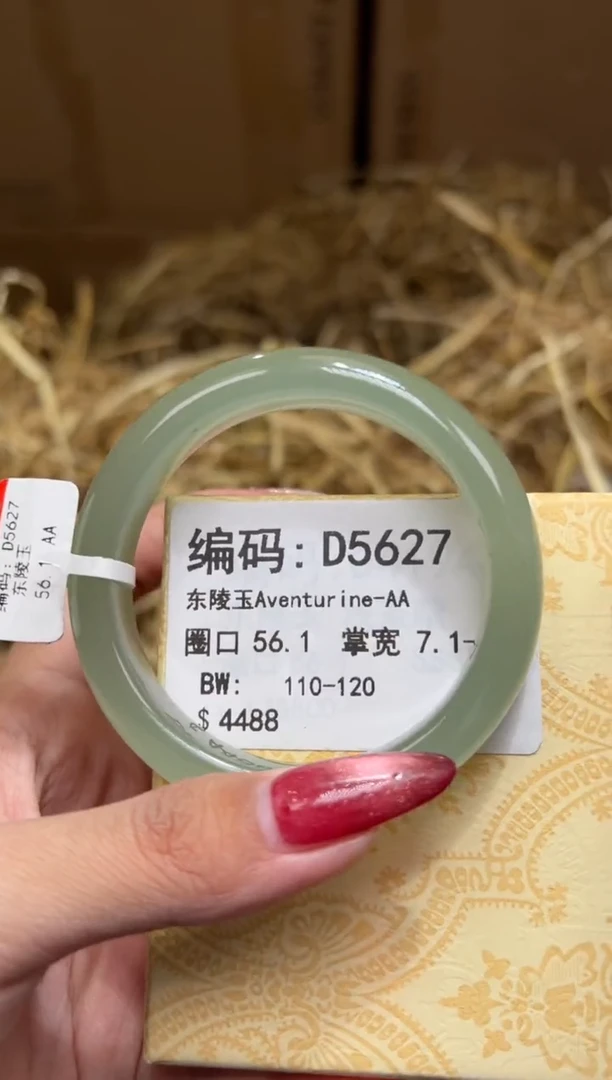 编码: D5627
东陵玉Aventurine-AA
圈口 56.1 掌宽 7.1-
BW: 110-120
$ 4488
编码: D5627
东陵玉
56.1 AA